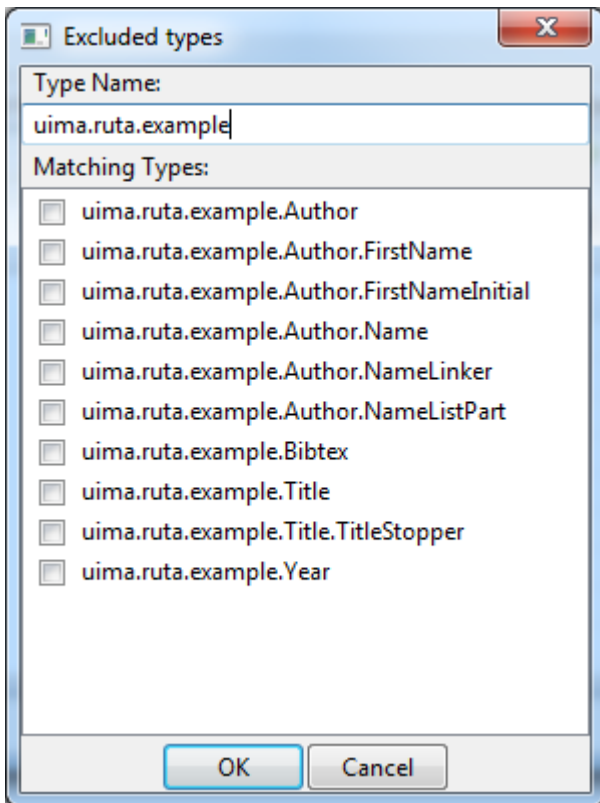 Excluded types
Type Name:
uima.ruta.example
Matching Types:
uima.ruta.example.Author
uima.ruta.example.Author.FirstName
uima.ruta.example.Author.FirstNameInitial
uima.ruta.example.Author.Name
uima.ruta.example.Author.NameLinker
uima.ruta.example.Author.NameListPart
uima.ruta.example.Bibtex
uima.ruta.example.Title
uima.ruta.example.Title.TitleStopper
uima.ruta.example.Year
OK Cancel